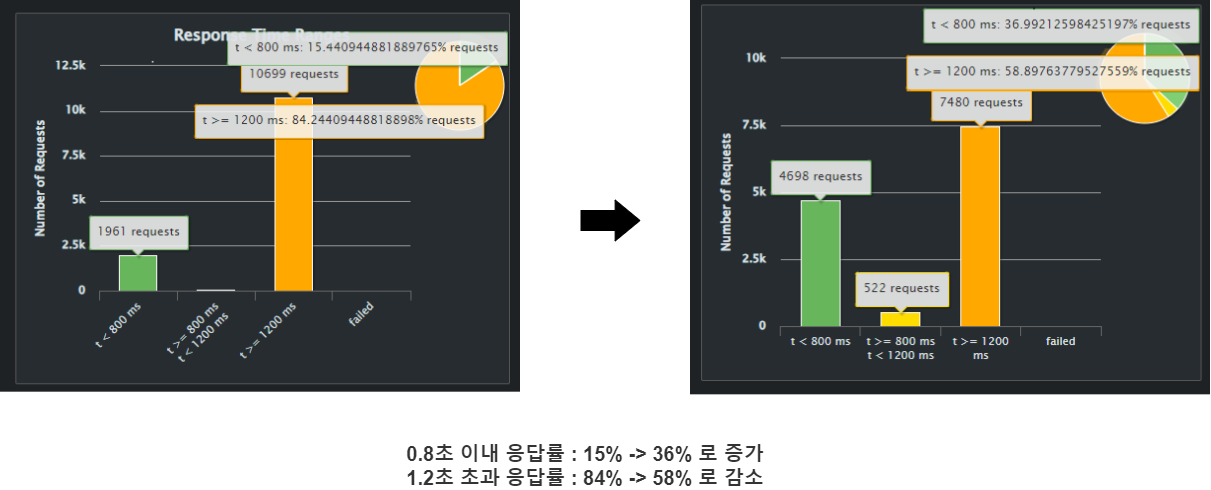 Response Time Ranges
t < 800 ms: 15.440944881889765% requests
10699 requests
t >= 1200 ms: 84.24409448818898% requests
1961 requests
Number of Requests
12.5k
10k
7.5k
5k
2.5k
0
t < 800 ms
t >= 800 ms
t < 1200 ms
t >= 1200 ms
failed
t < 800 ms: 36.99212598425197% requests
t >= 1200 ms: 58.89763779527559% requests
7480 requests
4698 requests
522 requests
Number of Requests
10k
7.5k
5k
2.5k
0
t < 800 ms
t >= 800 ms
t < 1200 ms
t >= 1200
ms
failed
0.8초 이내 응답률 : 15% -> 36% 로 증가
1.2초 초과 응답률 : 84% -> 58% 로 감소